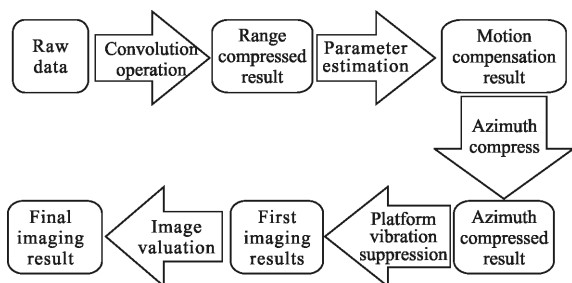 Raw
data
Convolution
operation
Range
compressed
result
Parameter
estimation
Motion
compensation
result
Azimuth
compress
Azimuth
compressed
result
Platform
vibration
suppression
First
imaging
results
Image
valuation
Final
imaging
result